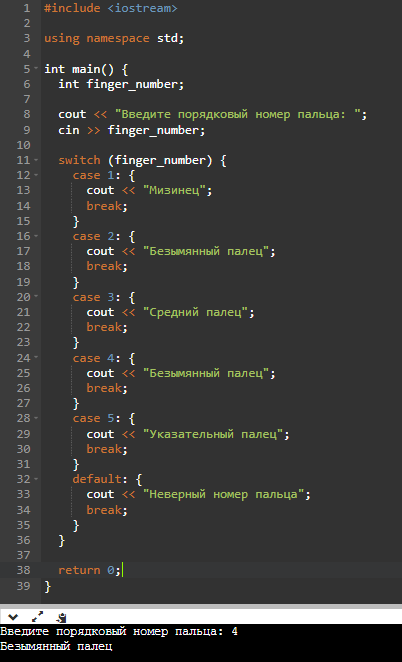 1 #include <iostream>
2
3 using namespace std;
4
5 int main() {
6   int finger_number;
7
8   cout << "Введите порядковый номер пальца: ";
9   cin >> finger_number;
10
11   switch (finger_number) {
12     case 1: {
13       cout << "Мизинец";
14       break;
15     }
16     case 2: {
17       cout << "Безымянный палец";
18       break;
19     }
20     case 3: {
21       cout << "Средний палец";
22       break;
23     }
24     case 4: {
25       cout << "Безымянный палец";
26       break;
27     }
28     case 5: {
29       cout << "Указательный палец";
30       break;
31     }
32     default: {
33       cout << "Неверный номер пальца";
34       break;
35     }
36   }
37
38   return 0;
39 }
Введите порядковый номер пальца: 4
Безымянный палец